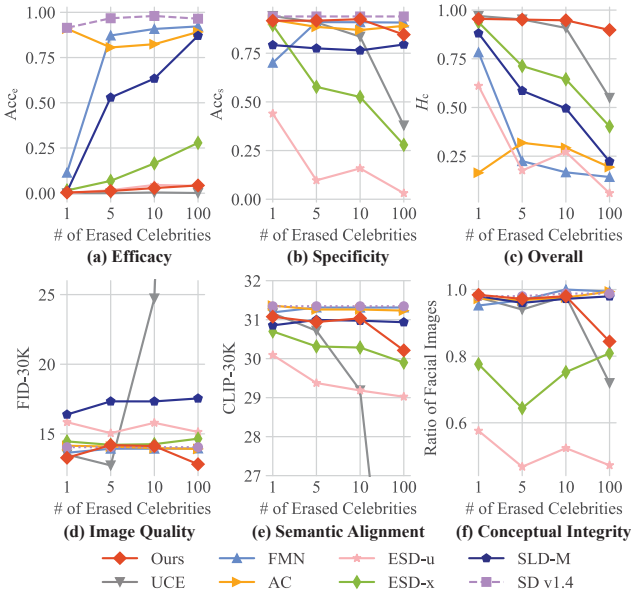 1.00
0.75
0.50
0.25
0.00
Acce
1 5 10 100
# of Erased Celebrities
(a) Efficacy
1.00
0.75
0.50
0.25
0.00
Accs
1 5 10 100
# of Erased Celebrities
(b) Specificity
1.00
0.75
0.50
0.25
Hc
1 5 10 100
# of Erased Celebrities
(c) Overall
25
20
15
FID-30K
1 5 10 100
# of Erased Celebrities
(d) Image Quality
32
31
30
29
28
27
CLIP-30K
1 5 10 100
# of Erased Celebrities
(e) Semantic Alignment
1.0
0.8
0.6
Ratio of Facial Images
1 5 10 100
# of Erased Celebrities
(f) Conceptual Integrity
Ours FMN ESD-u SLD-M
UCE AC ESD-x SD v1.4